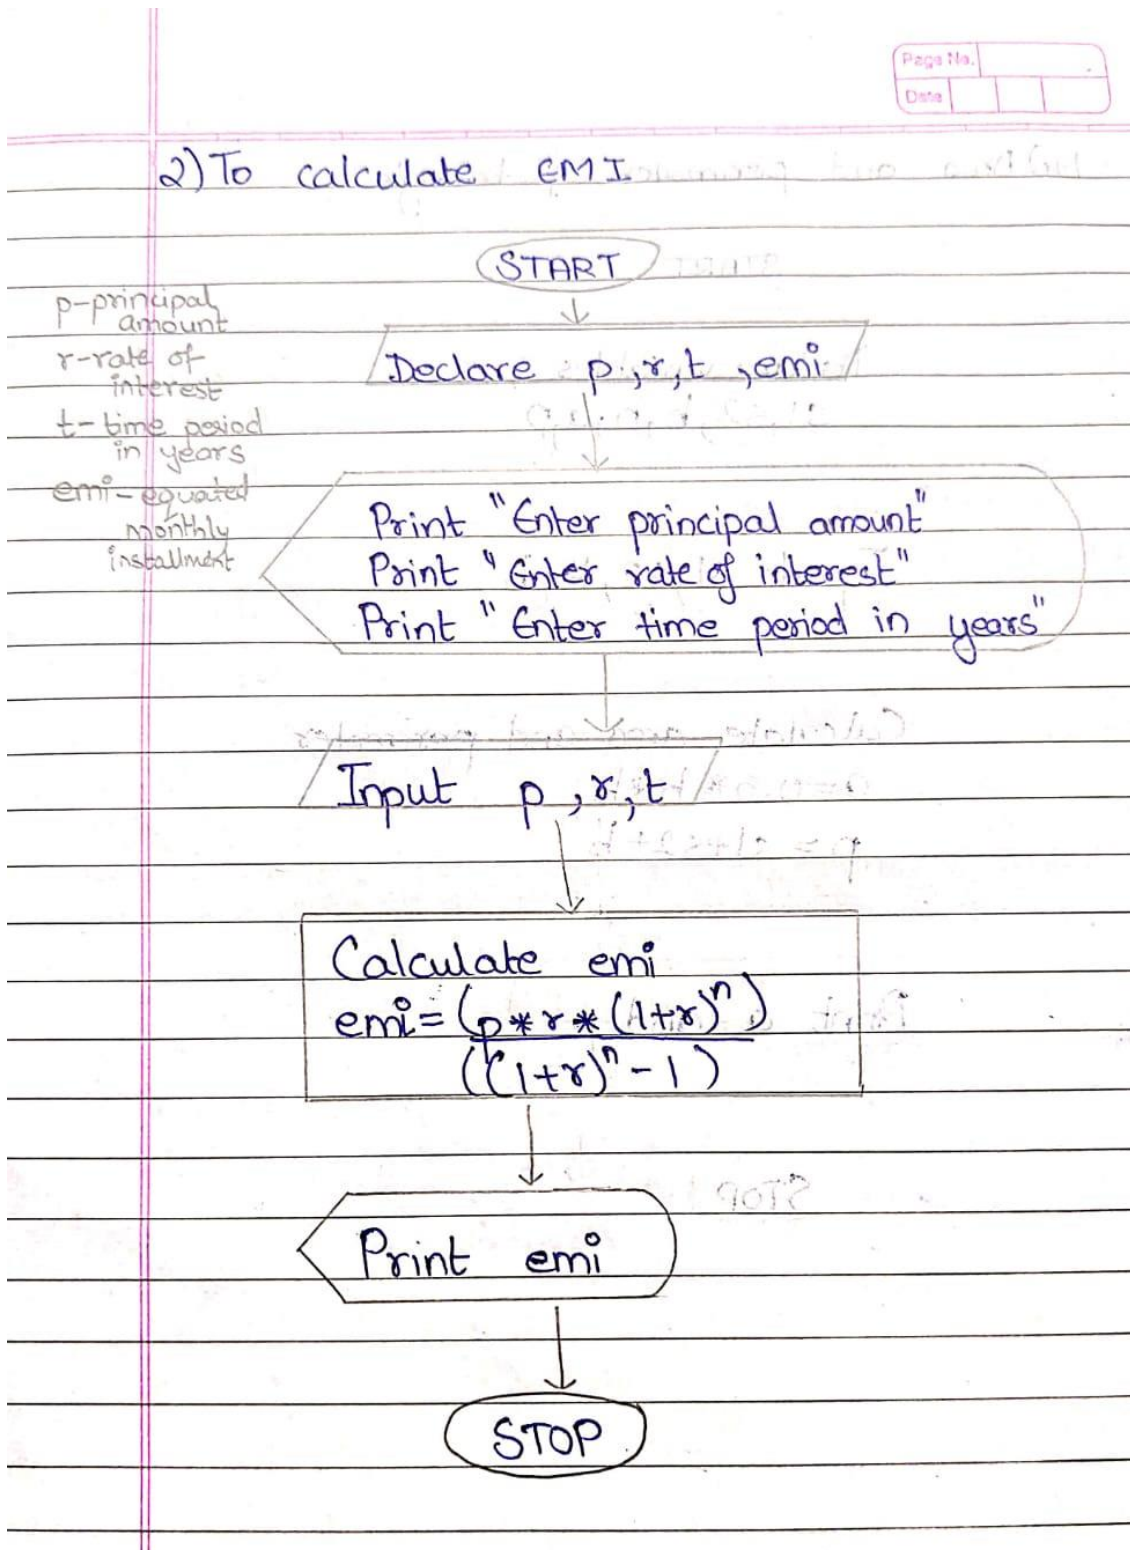 Page No.
Date
2) To calculate EMI
START
p-principal
amount
r-rate of
interest
t-time period
in years
emi-equated
monthly
installment
Declare p,r,t,emi
Print "Enter principal amount"
Print "Enter rate of interest"
Print "Enter time period in years"
Input p,r,t
Calculate emi
emi=(p*r*(1+r)^n)
((1+r)^n-1)
Print emi
STOP